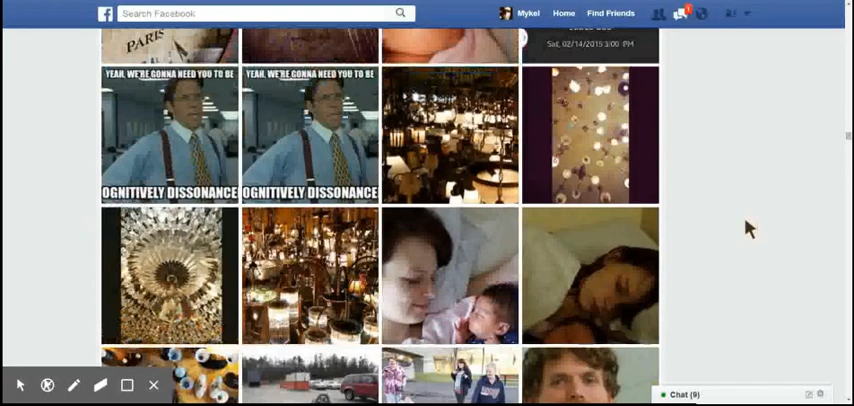 Search Facebook
Mykel
Home
Find Friends
1
PARIS
Sat, 02/14/2015 3:00 PM
YEAH, WE'RE GONNA NEED YOU TO BE
YEAH, WE'RE GONNA NEED YOU TO BE
OGNITIVELY DISSONANCE
OGNITIVELY DISSONANCE
Chat (9)